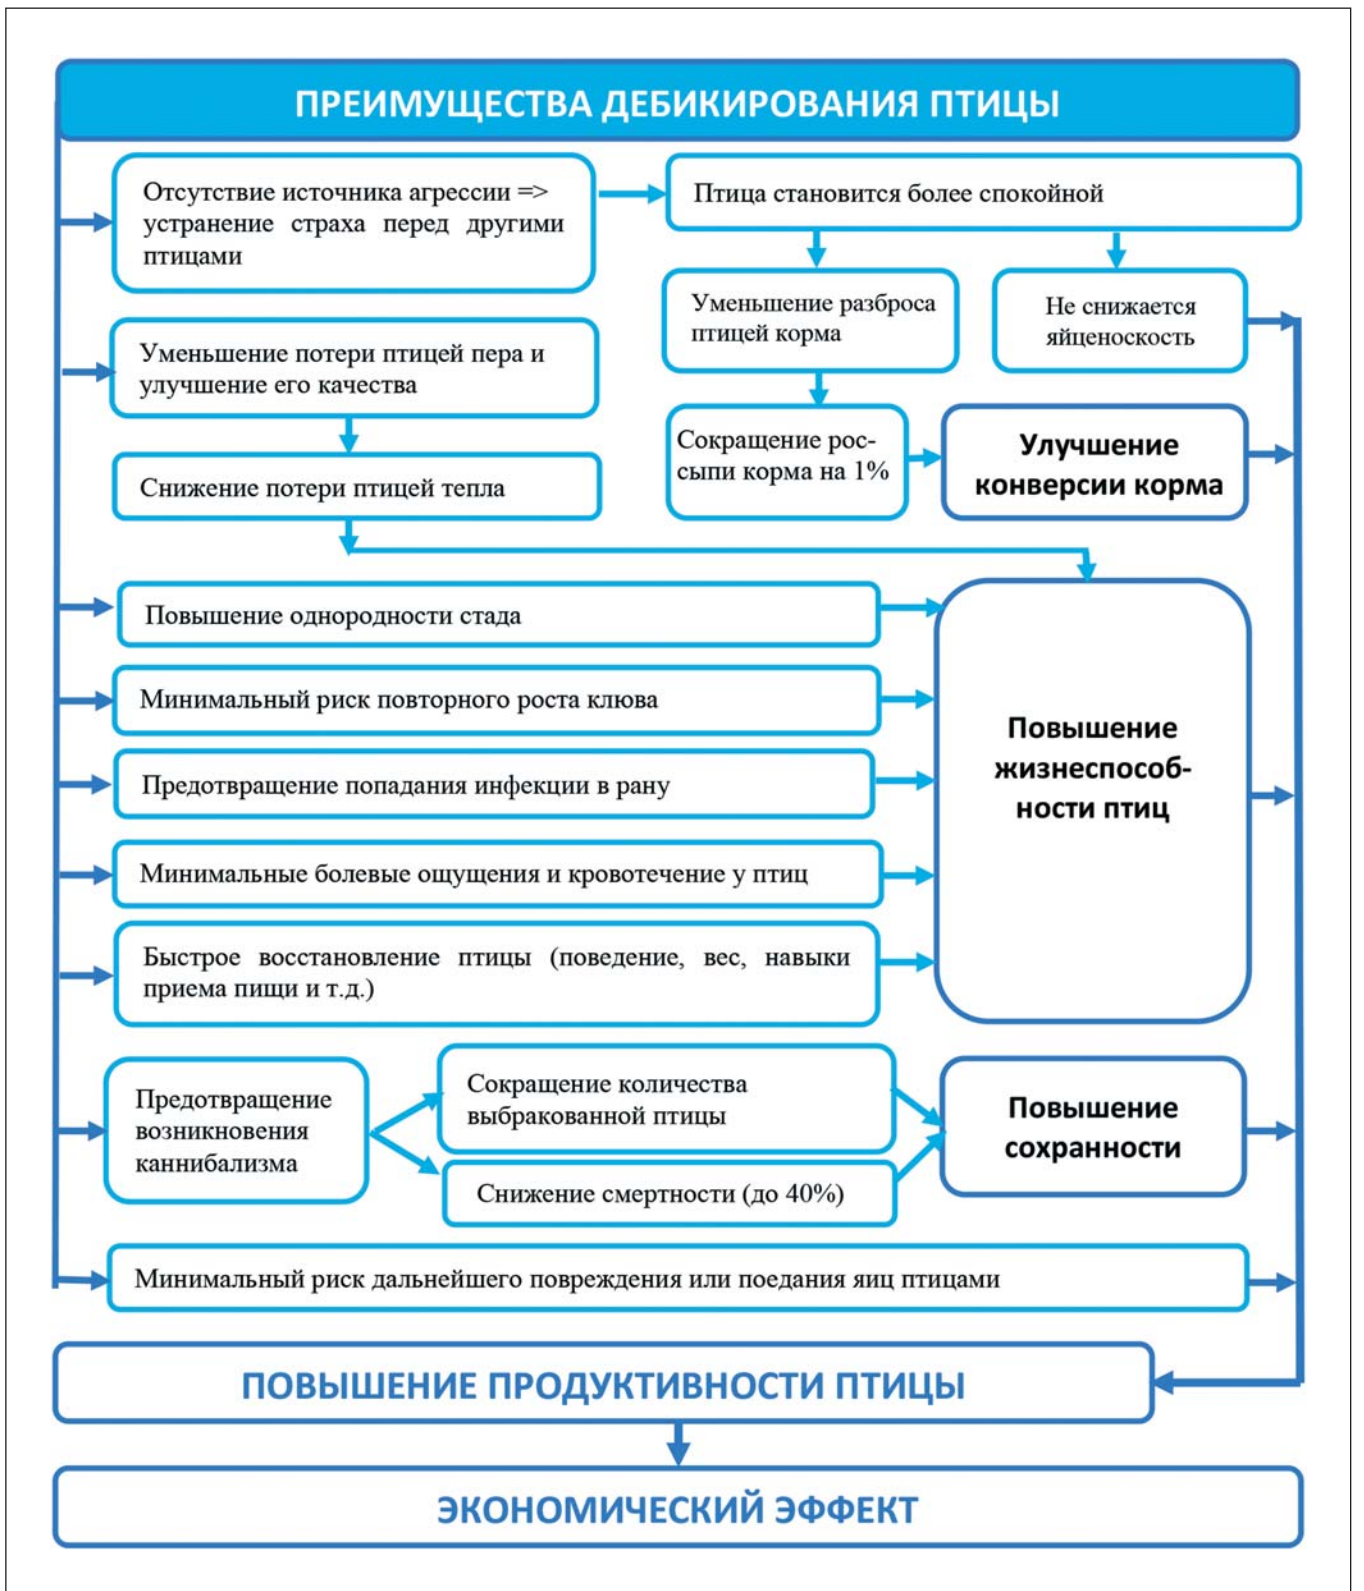 ПРЕИМУЩЕСТВА ДЕБИКИРОВАНИЯ ПТИЦЫ
Отсутствие источника агрессии =>
устранение страха перед другими
птицами
Птица становится более спокойной
Уменьшение разброса
птицей корма
Не снижается
яйценоскость
Уменьшение потери птицей пера и
улучшение его качества
Сокращение рос-
сыпи корма на 1%
Улучшение
конверсии корма
Снижение потери птицей тепла
Повышение однородности стада
Минимальный риск повторного роста клюва
Предотвращение попадания инфекции в рану
Минимальные болевые ощущения и кровотечение у птиц
Быстрое восстановление птицы (поведение, вес, навыки
приема пищи и т.д.)
Повышение
жизнеспособ-
ности птиц
Предотвращение
возникновения
каннибализма
Сокращение количества
выбракованной птицы
Снижение смертности (до 40%)
Повышение
сохранности
Минимальный риск дальнейшего повреждения или поедания яиц птицами
ПОВЫШЕНИЕ ПРОДУКТИВНОСТИ ПТИЦЫ
ЭКОНОМИЧЕСКИЙ ЭФФЕКТ